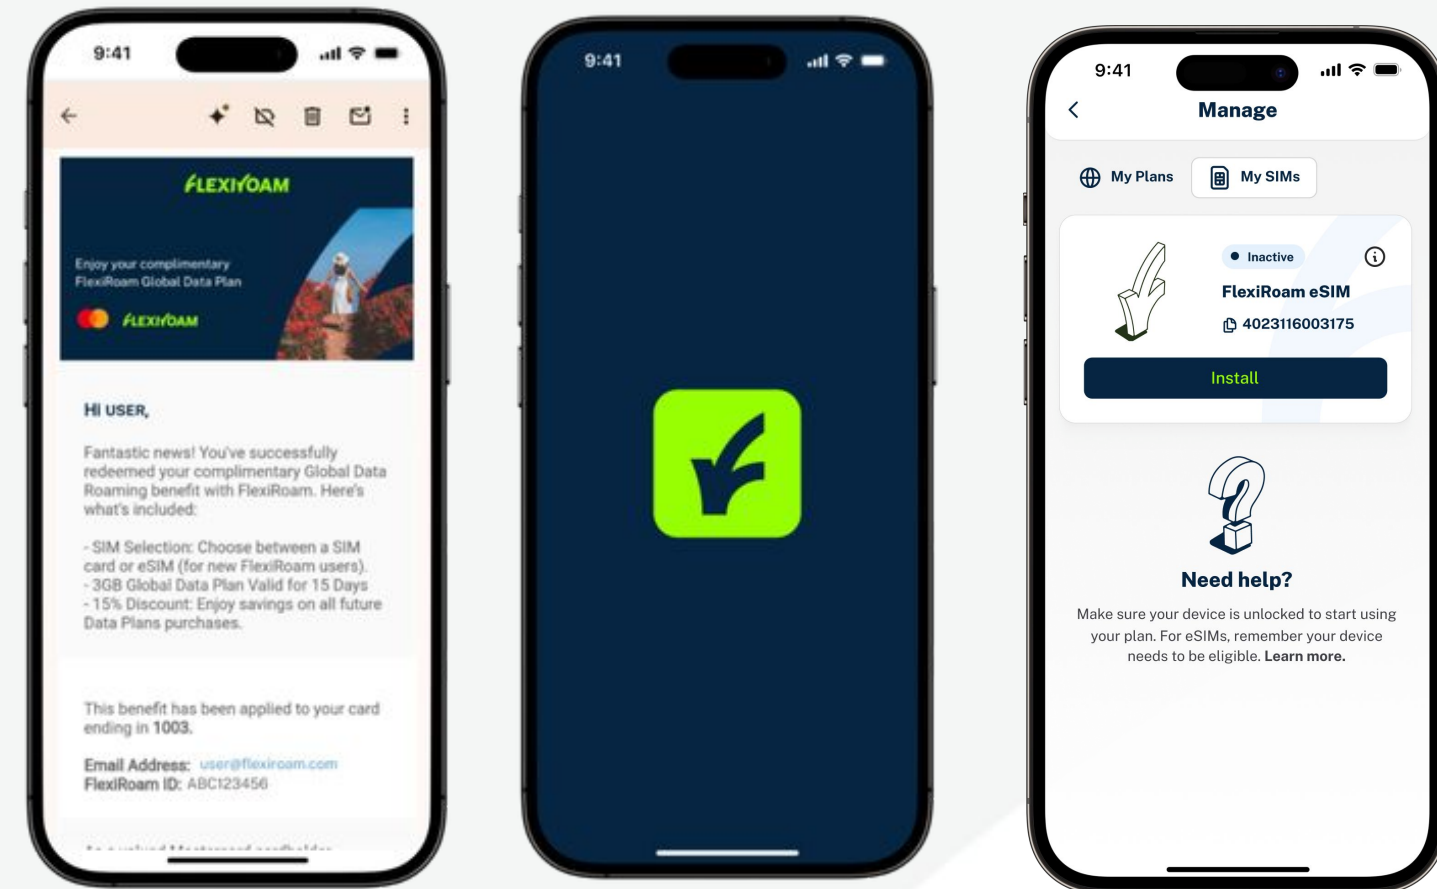 9:41
FLEXIROAM
Enjoy your complimentary
FlexiRoam Global Data Plan
FLEXIROAM
Hi USER,
Fantastic news! You've successfully
redeemed your complimentary Global Data
Roaming benefit with FlexiRoam. Here's
what's included:
- SIM Selection: Choose between a SIM
card or eSIM (for new FlexiRoam users).
- 3GB Global Data Plan Valid for 15 Days
- 15% Discount: Enjoy savings on all future
Data Plans purchases.
This benefit has been applied to your card
ending in 1003.
Email Address: user@flexiroam.com
FlexiRoam ID: ABC123456
9:41
9:41
Manage
My Plans
My SIMs
Inactive
FlexiRoam eSIM
4023116003175
Install
Need help?
Make sure your device is unlocked to start using
your plan. For eSIMs, remember your device
needs to be eligible. Learn more.